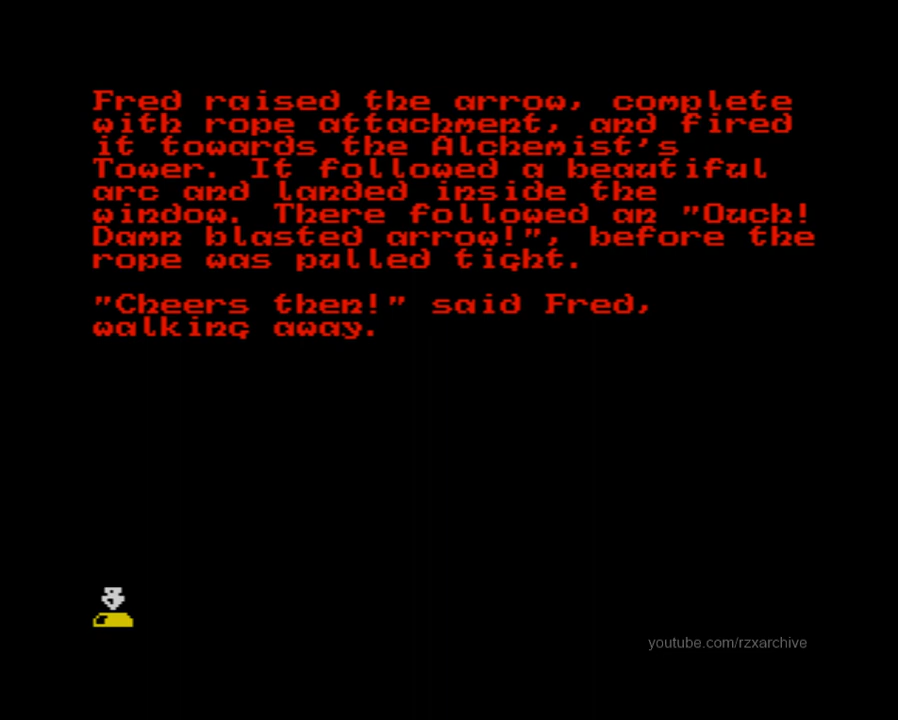 Fred raised the arrow, complete
with rope attachment, and fired
it towards the Alchemist's
Tower. It followed a beautiful
arc and landed inside the
window. There followed an "Ouch!
Damn blasted arrow!", before the
rope was pulled tight.
"Cheers then!" said Fred,
walking away.
youtube.com/rzxarchive